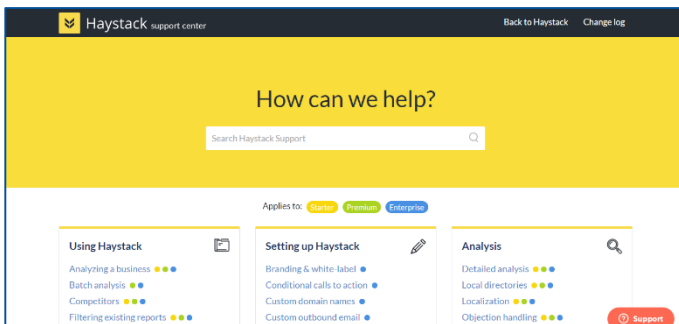 Haystack support center
Back to Haystack Change log
How can we help?
Search Haystack Support
Applies to: Starter Premium Enterprise
Using Haystack
Analyzing a business
Batch analysis
Competitors
Filtering existing reports
Setting up Haystack
Branding & white-label
Conditional calls to action
Custom domain names
Custom outbound email
Analysis
Detailed analysis
Local directories
Localization
Objection handling
Support